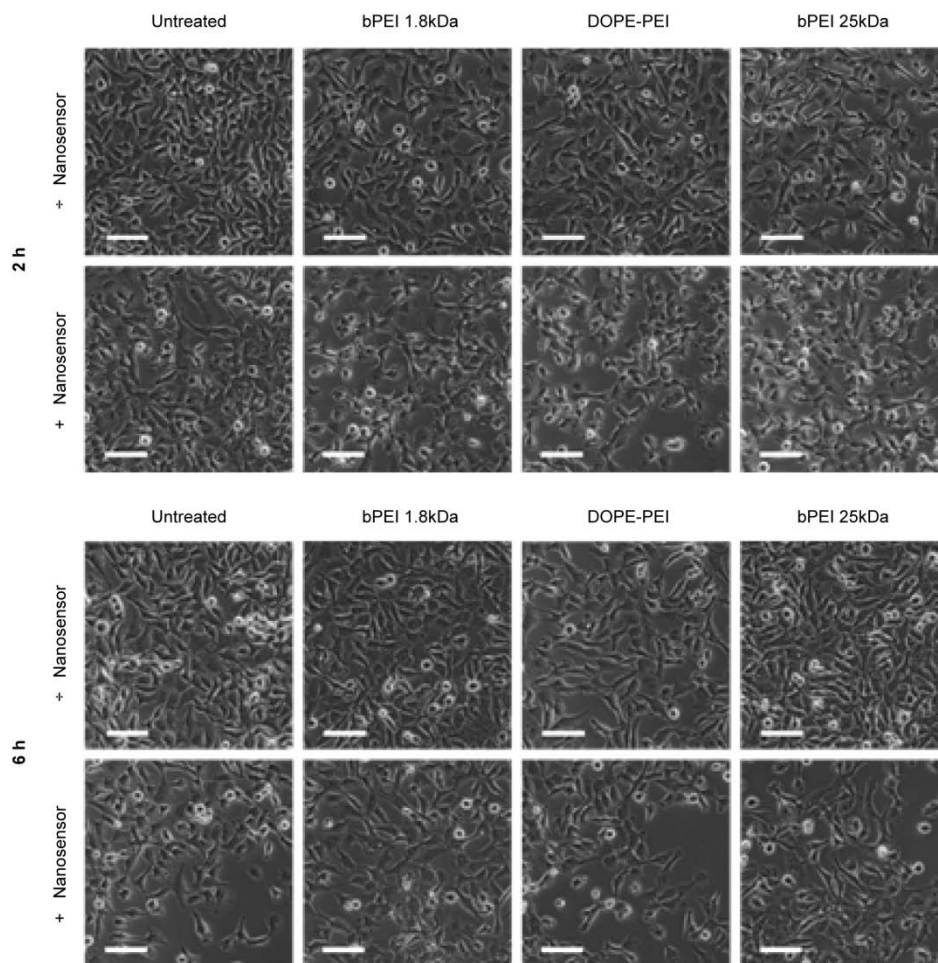 Untreated bPEI 1.8kDa DOPE-PEI bPEI 25kDa
÷ Nanosensor
2 h
+ Nanosensor
Untreated bPEI 1.8kDa DOPE-PEI bPEI 25kDa
÷ Nanosensor
6 h
+ Nanosensor